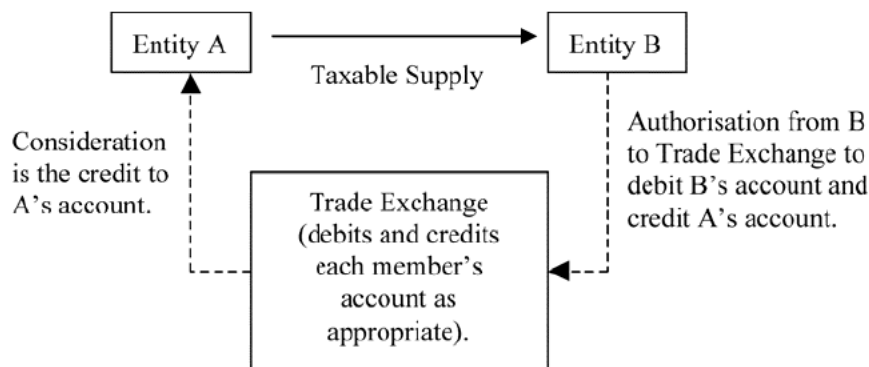 Entity A
Entity B
Taxable Supply
Consideration
is the credit to
A's account.
Authorisation from B
to Trade Exchange to
debit B's account and
credit A's account.
Trade Exchange
(debits and credits
each member's
account as
appropriate).